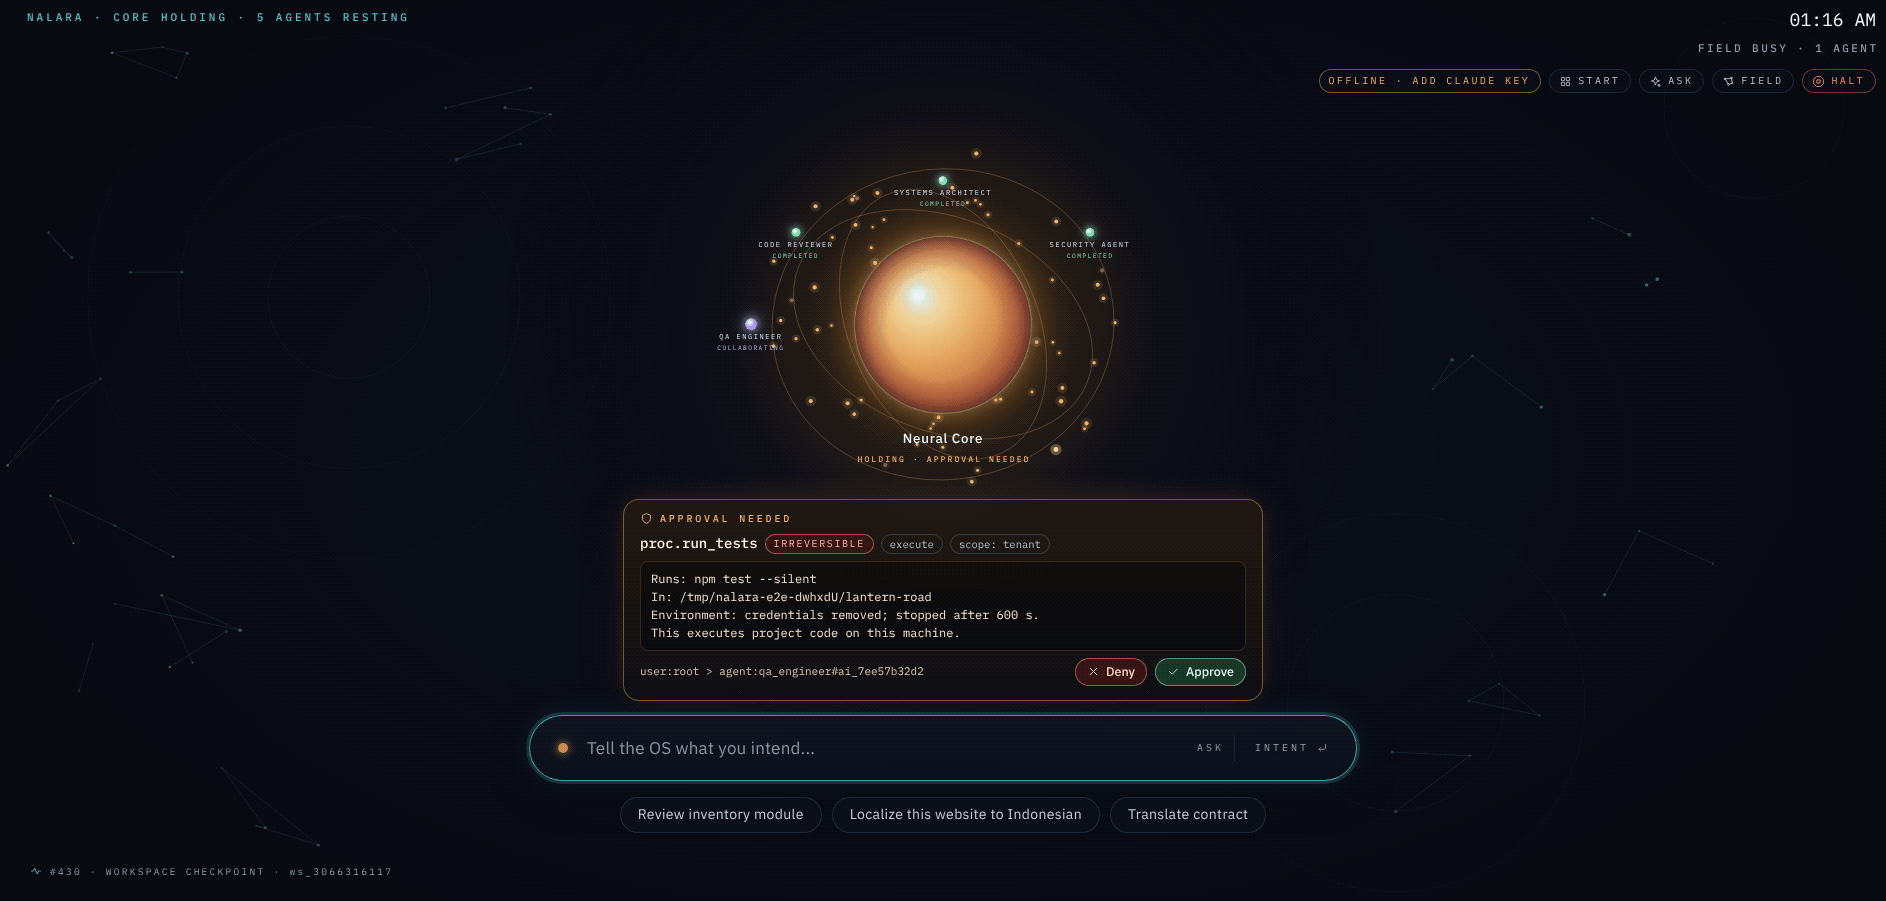 NALARA · CORE HOLDING · 5 AGENTS RESTING
01:16 AM
FIELD BUSY · 1 AGENT
OFFLINE · ADD CLAUDE KEY
START
ASK
FIELD
HALT
SYSTEMS ARCHITECT
COMPLETED
CODE REVIEWER
COMPLETED
SECURITY AGENT
COMPLETED
QA ENGINEER
COLLABORATING
Neural Core
HOLDING · APPROVAL NEEDED
APPROVAL NEEDED
proc.run_tests IRREVERSIBLE execute scope: tenant
Runs: npm test --silent
In: /tmp/nalara-e2e-dwhxdU/lantern-road
Environment: credentials removed; stopped after 600 s.
This executes project code on this machine.
user:root > agent:qa_engineer#ai_7ee57b32d2
Deny
Approve
Tell the OS what you intend...
ASK
INTENT
Review inventory module
Localize this website to Indonesian
Translate contract
#430 · WORKSPACE CHECKPOINT · ws_3066316117